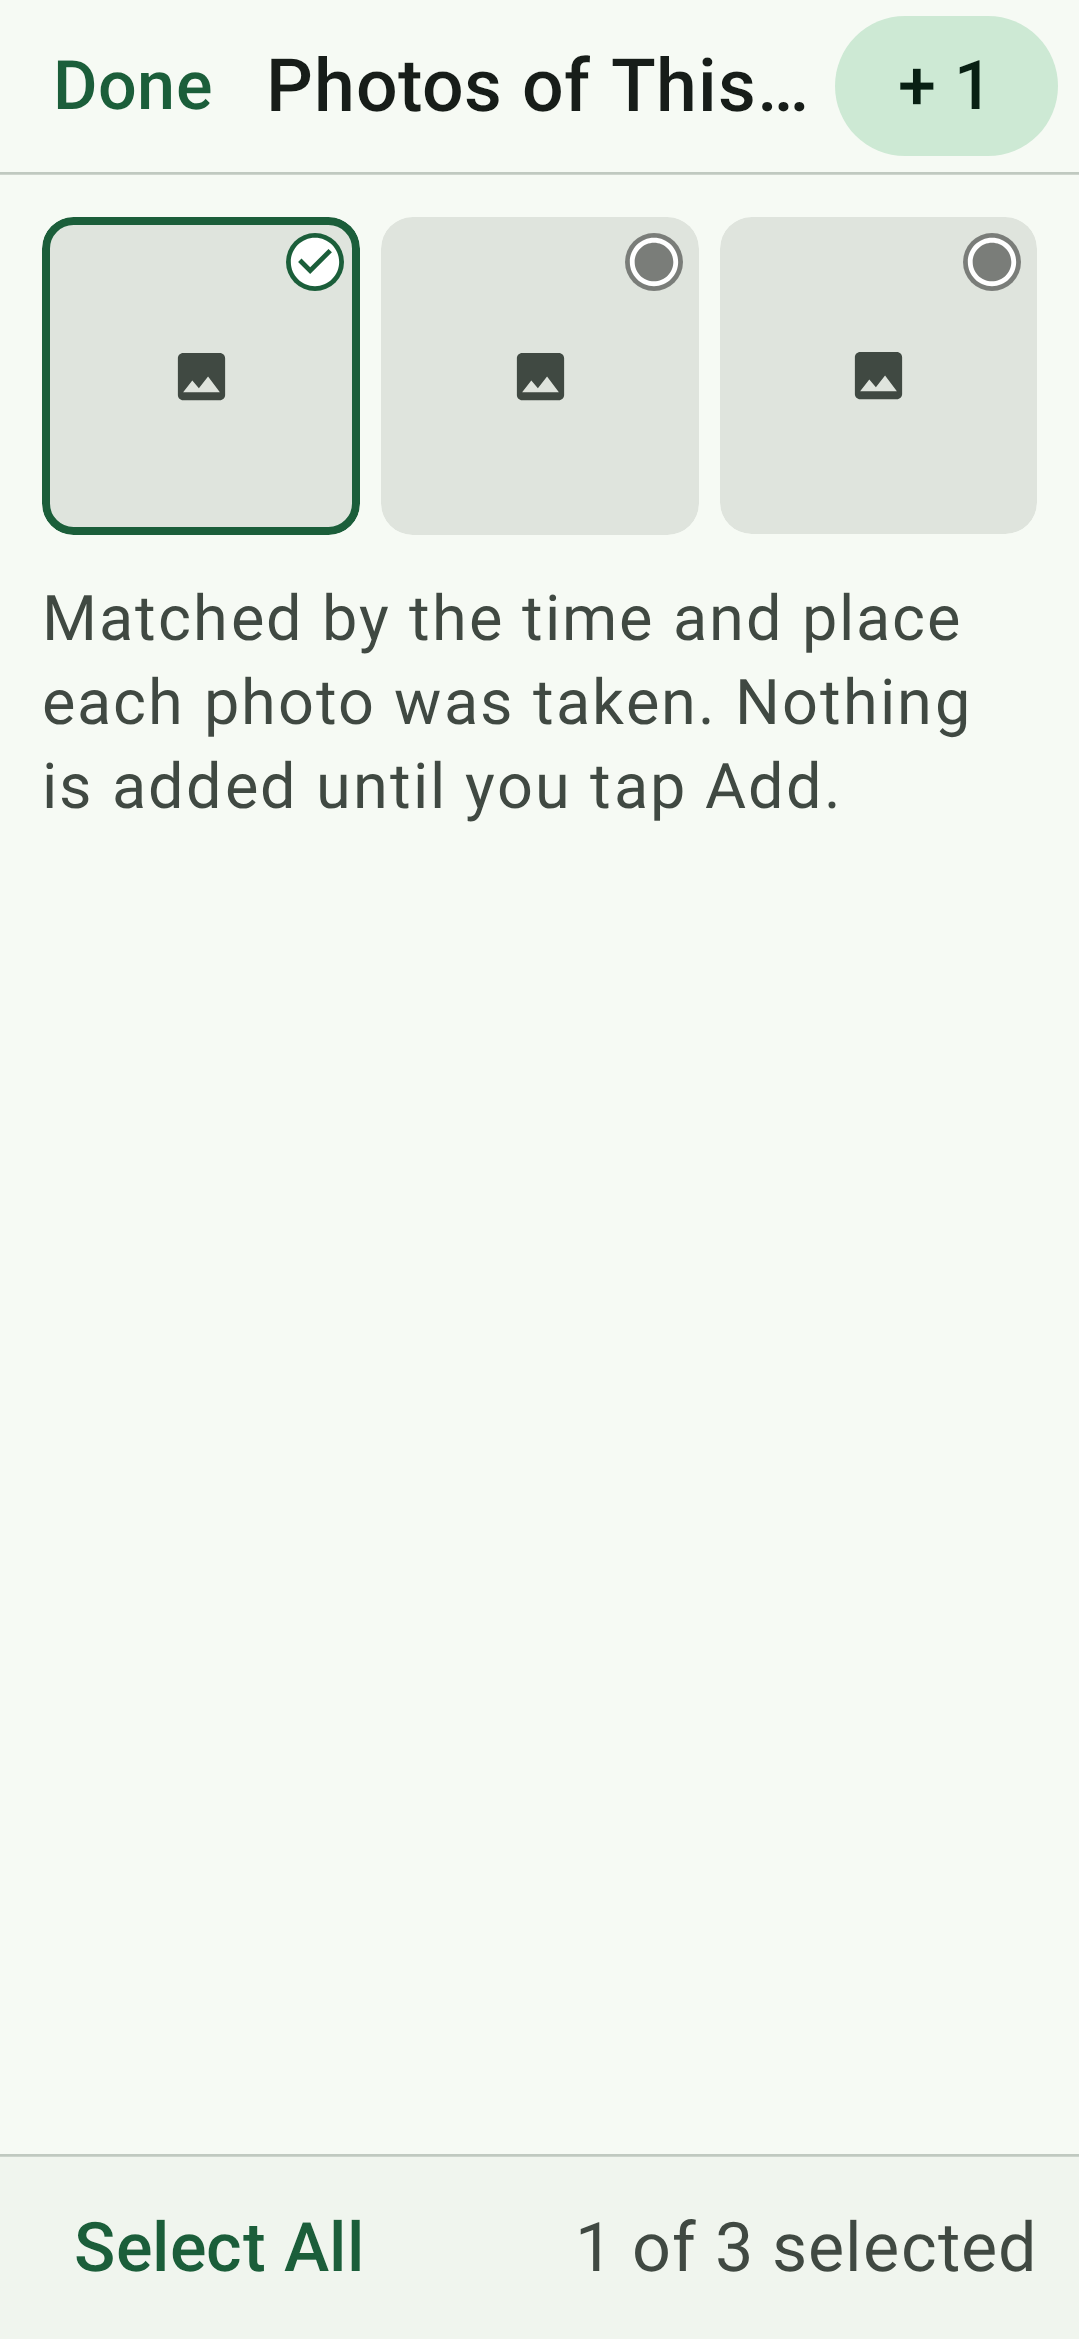 Done
Photos of This…
+ 1
Matched by the time and place
each photo was taken. Nothing
is added until you tap Add.
Select All
1 of 3 selected